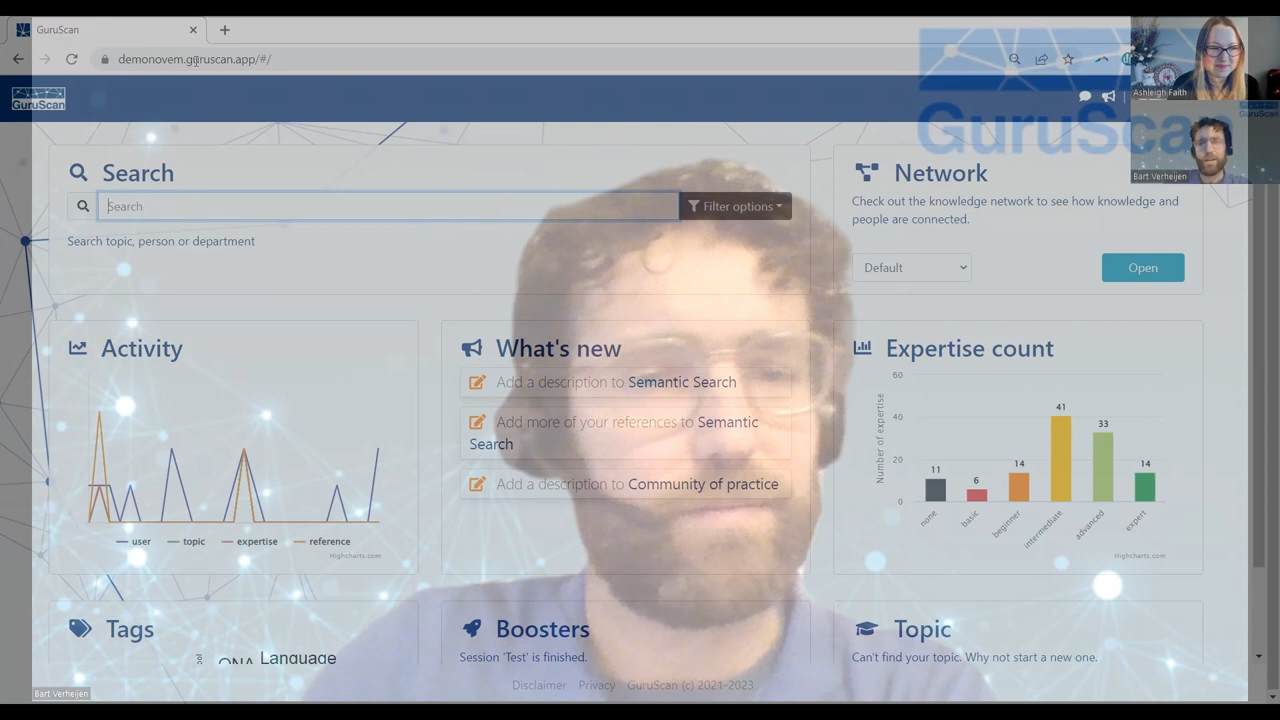 GuruScan
demonovem.guruscan.app/#/
GuruScan
GuruScan
Ashleigh Faith
GuruScan
Bart Verheijen
Search
Search
Filter options
Search topic, person or department
Network
Check out the knowledge network to see how knowledge and
people are connected.
Default
Open
Activity
user
topic
expertise
reference
Highcharts.com
What's new
Add a description to Semantic Search
Add more of your references to Semantic
Search
Add a description to Community of practice
Expertise count
Number of expertise
60
40
20
0
11
6
14
41
33
14
none
basic
beginner
intermediate
advanced
expert
Highcharts.com
Tags
ONA Language
Boosters
Session 'Test' is finished.
Topic
Can't find your topic. Why not start a new one.
Disclaimer Privacy GuruScan (c) 2021-2023
Bart Verheijen